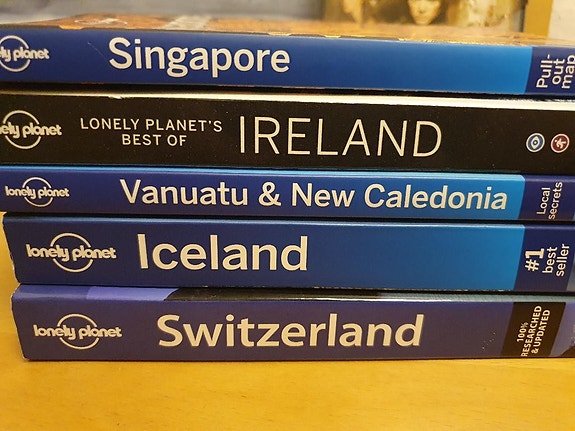 lonely planet
Singapore
Pull-
out
map
lonely planet
LONELY PLANET'S
BEST OF
IRELAND
lonely planet
Vanuatu & New Caledonia
Local
secrets
lonely planet
Iceland
#1
best
seller
lonely planet
Switzerland
100%
RESEARCHED
& UPDATED